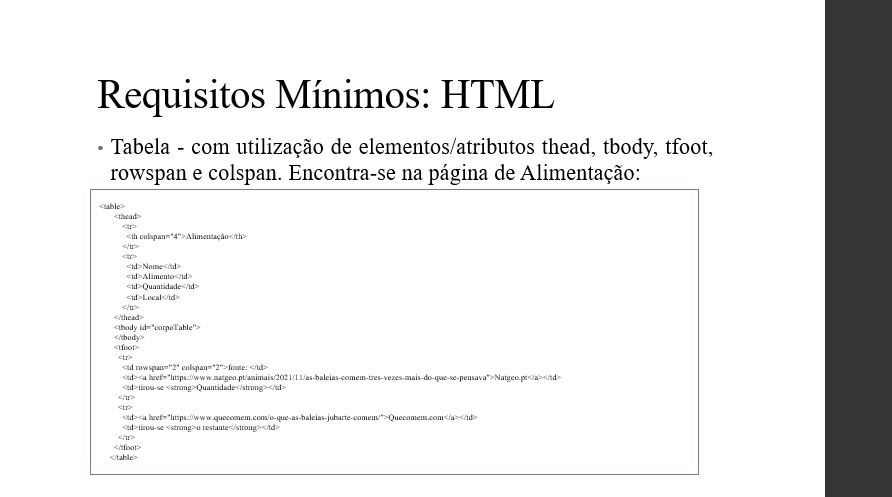 Requisitos Mínimos: HTML
• Tabela - com utilização de elementos/atributos thead, tbody, tfoot,
rowspan e colspan. Encontra-se na página de Alimentação:
<table>
<thead>
<tr>
<th colspan="4">Alimentação</th>
</tr>
<tr>
<td>Nome</td>
<td>Alimento</td>
<td>Quantidade</td>
<td>Local</td>
</tr>
</thead>
<tbody id="corpoTable">
</tbody>
<tfoot>
<tr>
<td rowspan="2" colspan="2">fonte: </td>
<td><a href="https://www.natgeo.pt/animais/2021/11/as-baleias-comem-tres-vezes-mais-do-que-se-pensava">Natgeo.pt</a></td>
<td>tirou-se <strong>Quantidade</strong></td>
</tr>
<tr>
<td><a href="https://www.quecomem.com/o-que-as-baleias-jubarte-comem/">Quecomem.com</a></td>
<td>tirou-se <strong>o restante</strong></td>
</tr>
</tfoot>
</table>